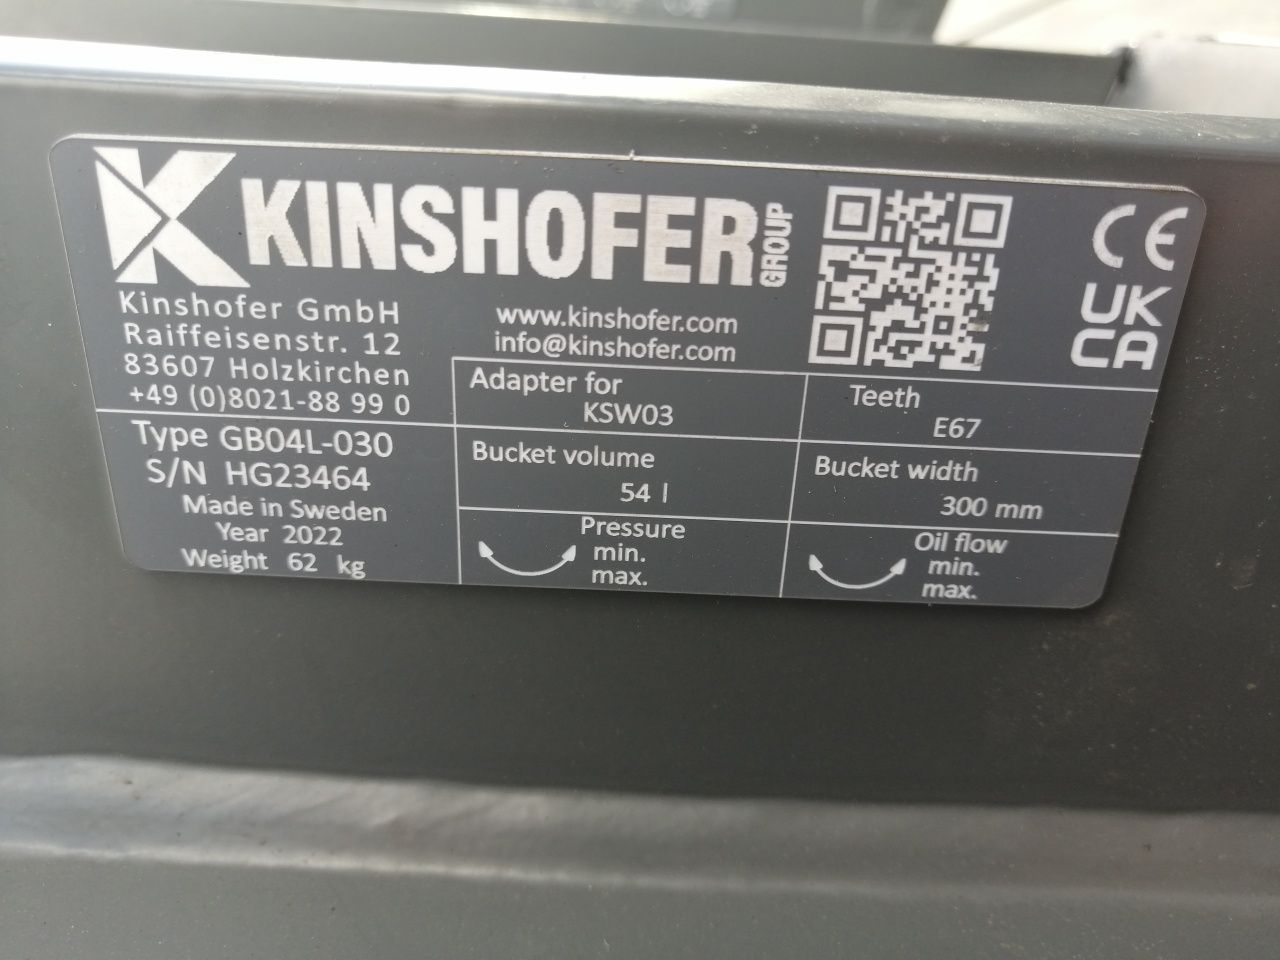 KINSHOFER GROUP
Kinshofer GmbH
Raiffeisenstr. 12
83607 Holzkirchen
+49 (0)8021-88 99 0
www.kinshofer.com
info@kinshofer.com
CE
UK
CA
Type GB04L-030
S/N HG23464
Made in Sweden
Year 2022
Weight 62 kg
Adapter for
KSW03
Teeth
E67
Bucket volume
54 l
Bucket width
300 mm
Pressure
min.
max.
Oil flow
min.
max.